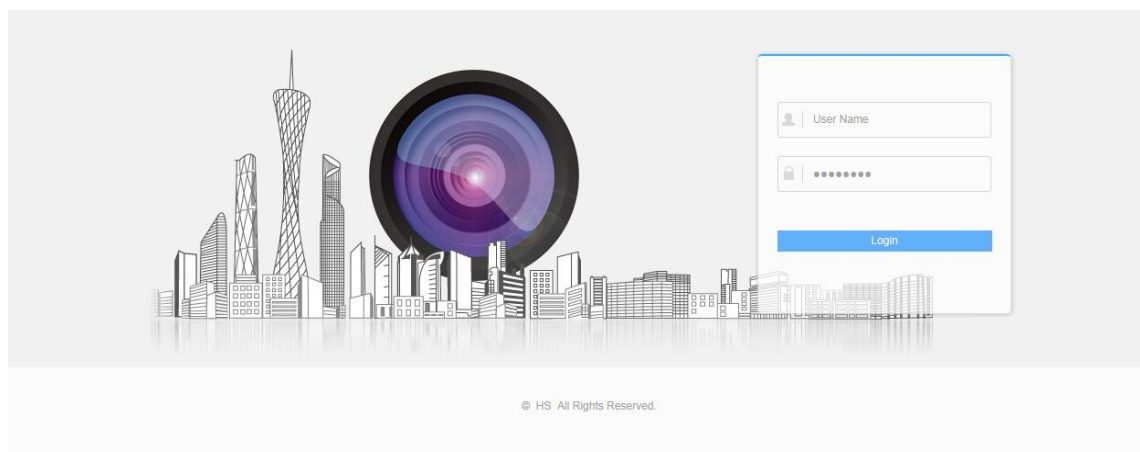 User Name
••••••••
Login
© HS All Rights Reserved.